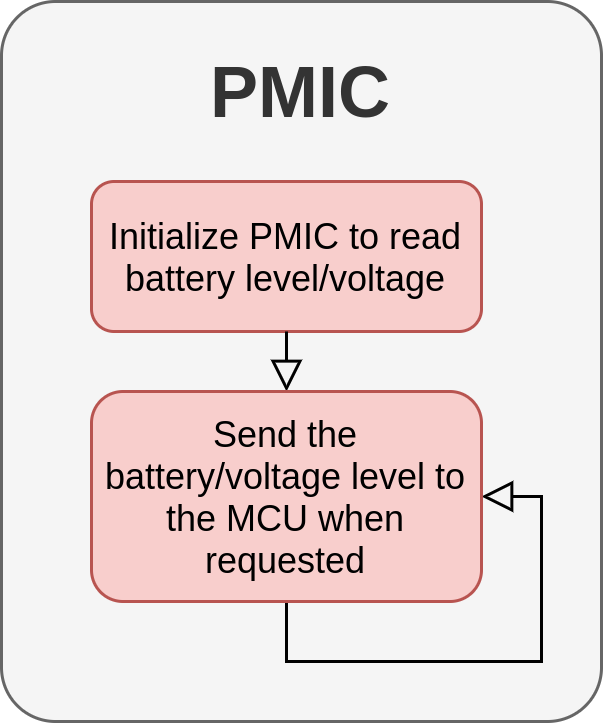 PMIC
Initialize PMIC to read
battery level/voltage
Send the
battery/voltage level to
the MCU when
requested